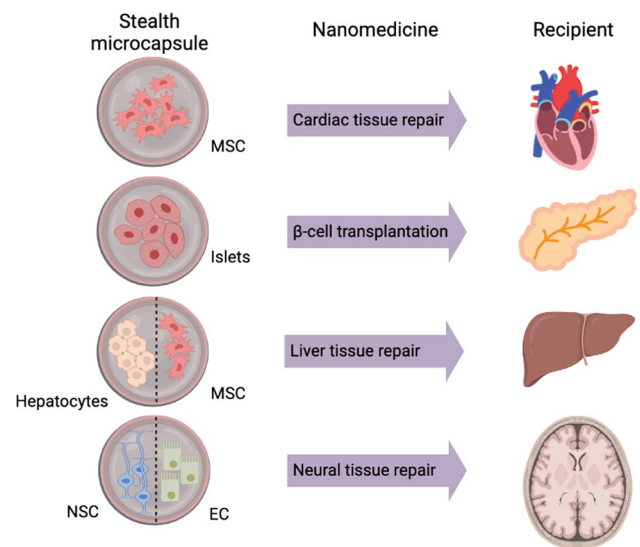 Stealth
microcapsule
Nanomedicine
Recipient
MSC
Cardiac tissue repair
Islets
β-cell transplantation
Hepatocytes
MSC
Liver tissue repair
NSC
EC
Neural tissue repair